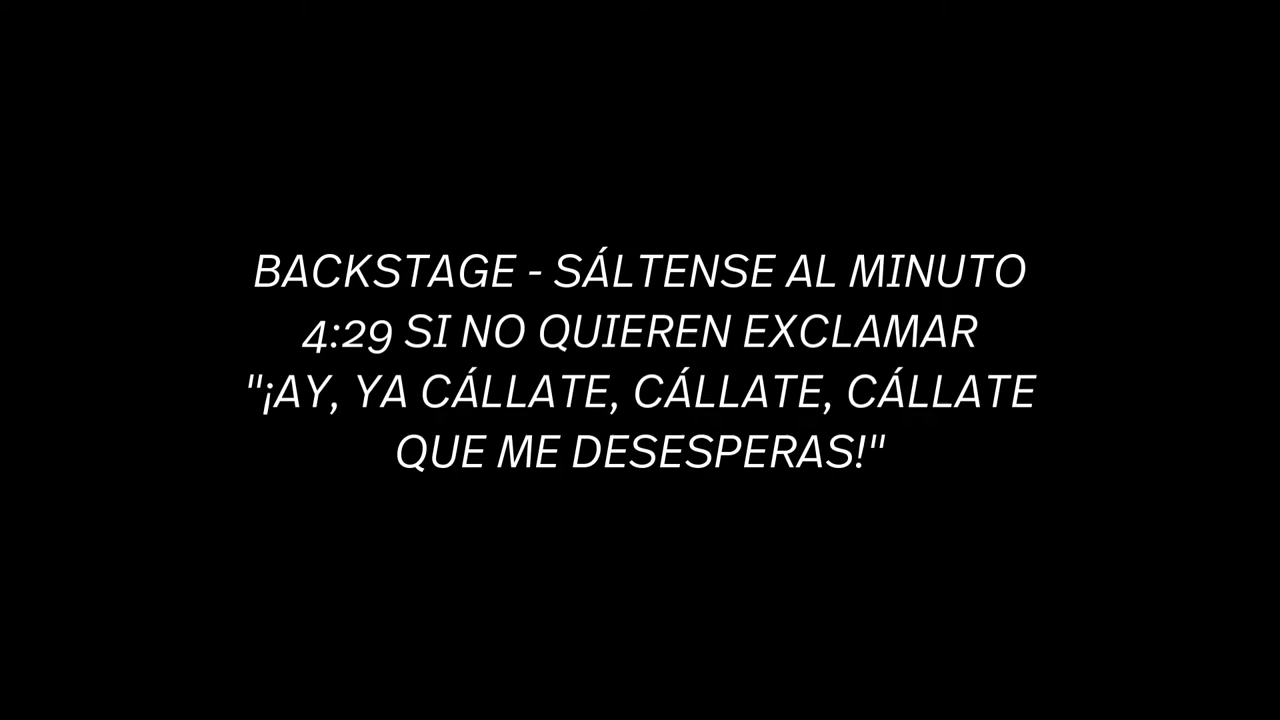 BACKSTAGE - SÁLTENSE AL MINUTO
4:29 SI NO QUIEREN EXCLAMAR
"¡AY, YA CÁLLATE, CÁLLATE, CÁLLATE
QUE ME DESESPERAS!"